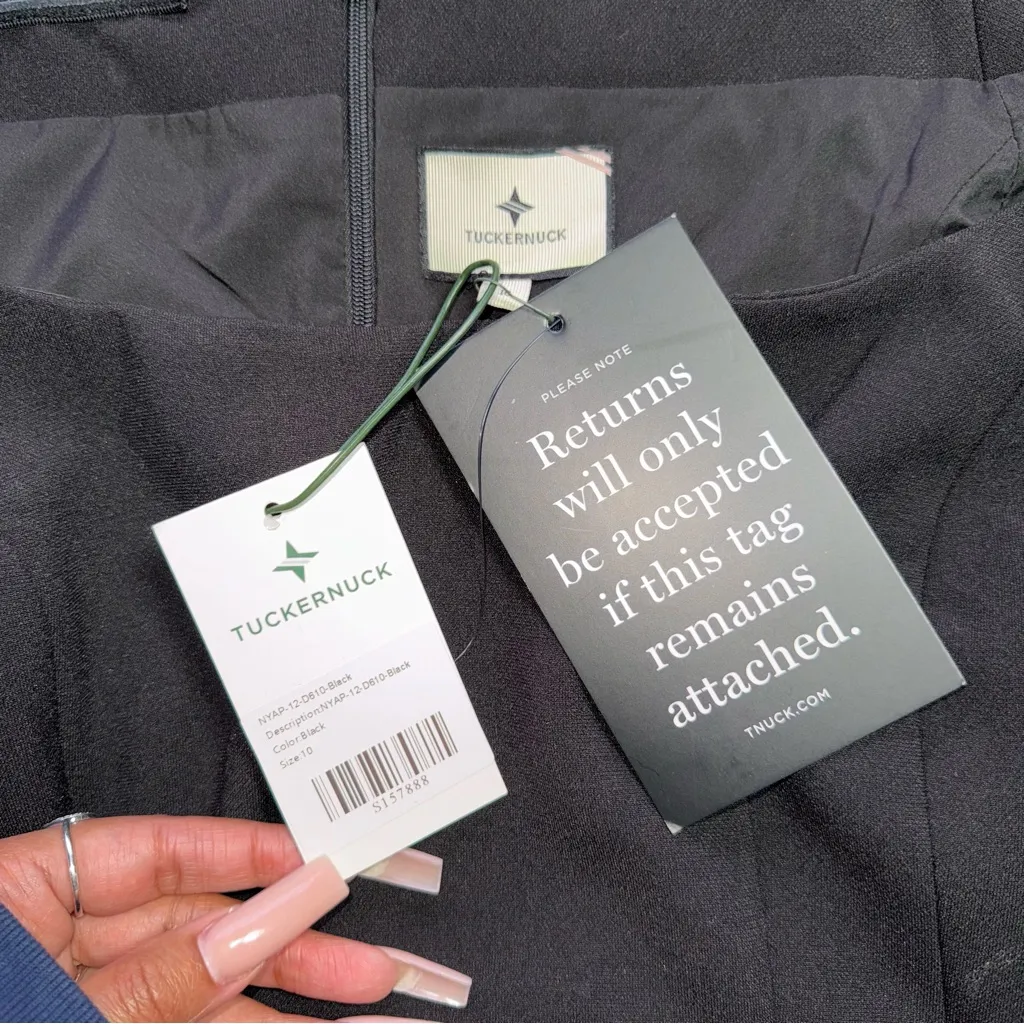 TUCKERNUCK
PLEASE NOTE
Returns
will only
be accepted
if this tag
remains
attached.
TNUCK.COM
TUCKERNUCK
NYAP-12-D610-Black
Description:NYAP-12-D610-Black
Color:Black
Size:10
S157888